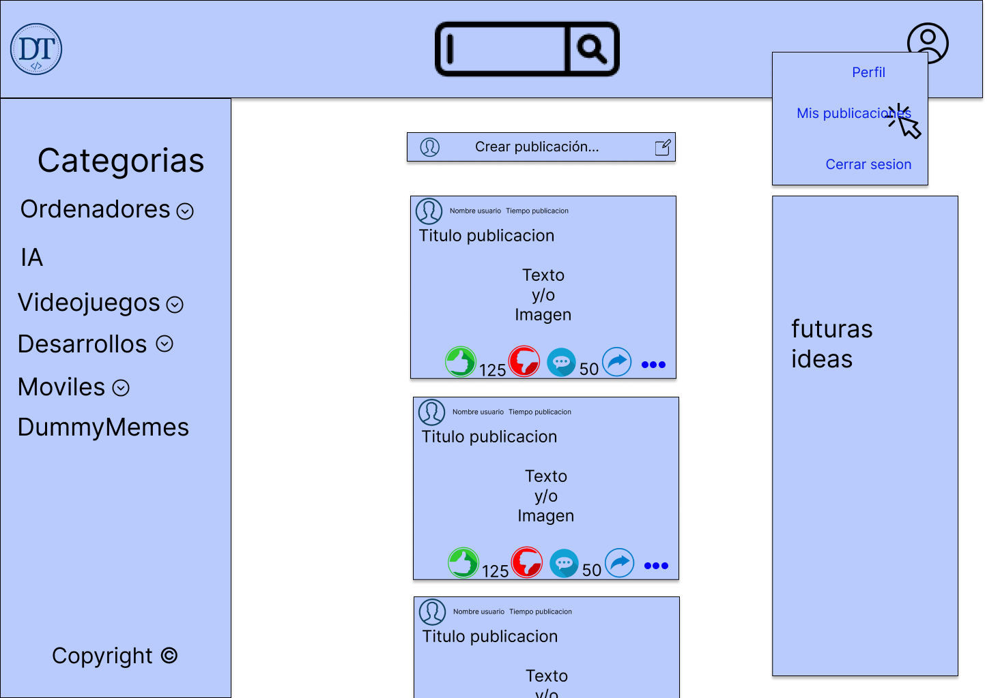 DT
</>
Perfil
Mis publicaciones
Cerrar sesion
Categorias
Ordenadores
IA
Videojuegos
Desarrollos
Moviles
DummyMemes
Copyright ©
Crear publicación...
Nombre usuario Tiempo publicacion
Titulo publicacion
Texto
y/o
Imagen
125 50
Nombre usuario Tiempo publicacion
Titulo publicacion
Texto
y/o
Imagen
125 50
Nombre usuario Tiempo publicacion
Titulo publicacion
Texto
y/o
futuras
ideas